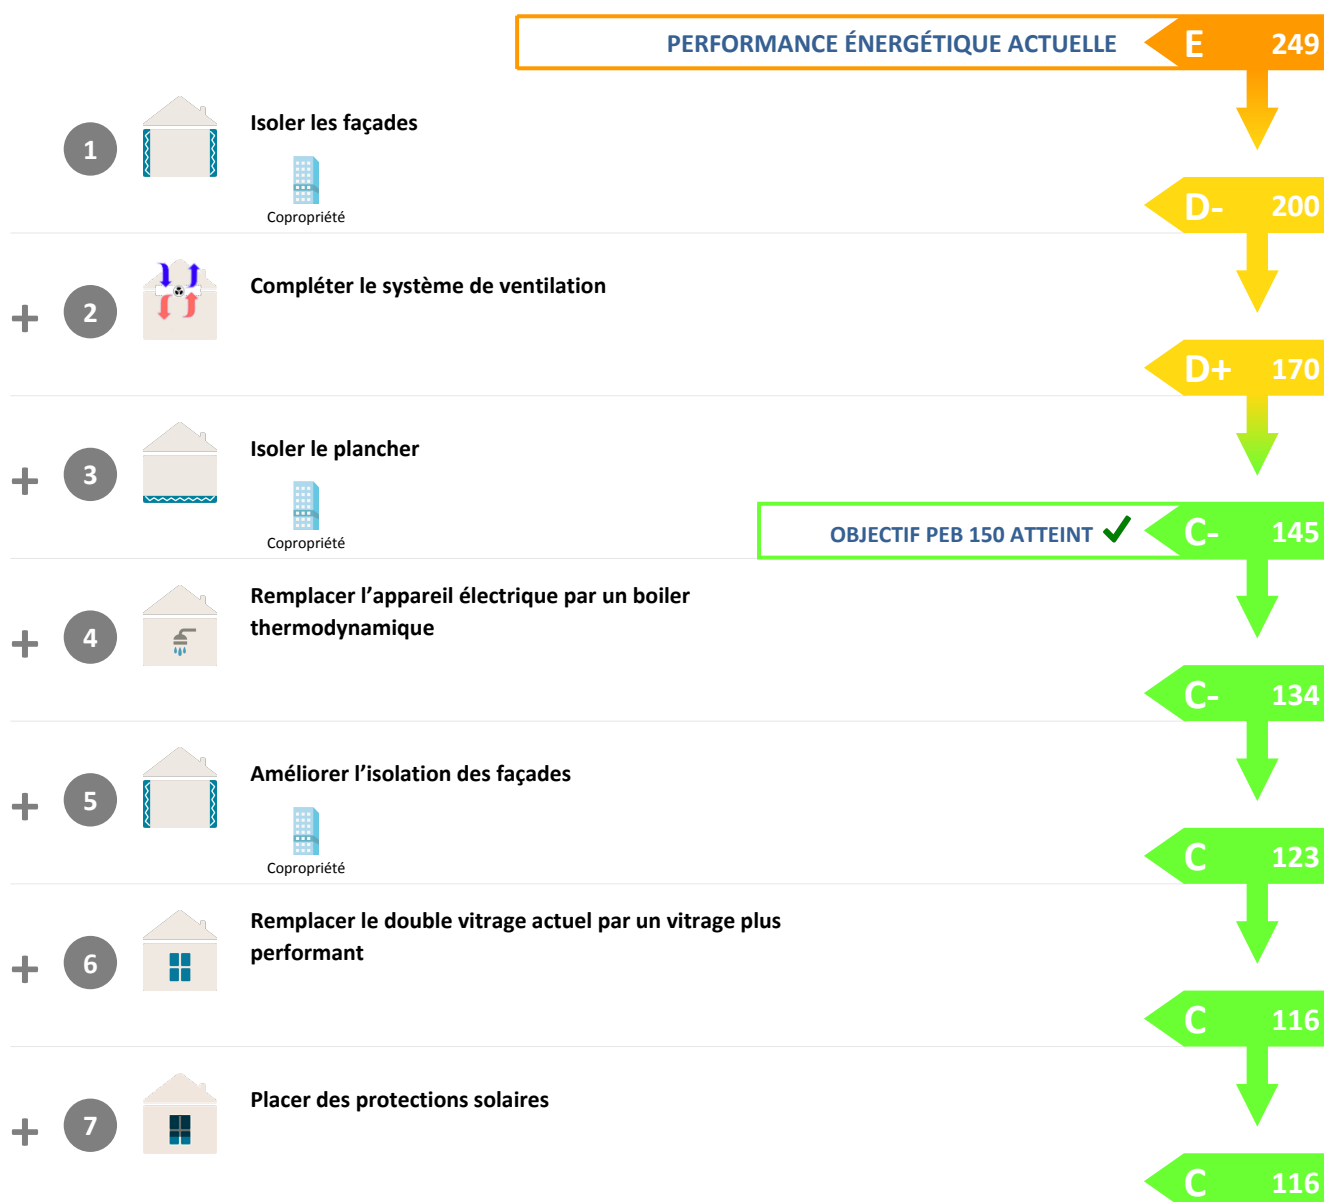 PERFORMANCE ÉNERGÉTIQUE ACTUELLE E 249
1 Isoler les façades
Copropriété
D- 200
+ 2 Compléter le système de ventilation
D+ 170
+ 3 Isoler le plancher
Copropriété
OBJECTIF PEB 150 ATTEINT ✓ C- 145
+ 4 Remplacer l’appareil électrique par un boiler
thermodynamique
C- 134
+ 5 Améliorer l’isolation des façades
Copropriété
C 123
+ 6 Remplacer le double vitrage actuel par un vitrage plus
performant
C 116
+ 7 Placer des protections solaires
C 116